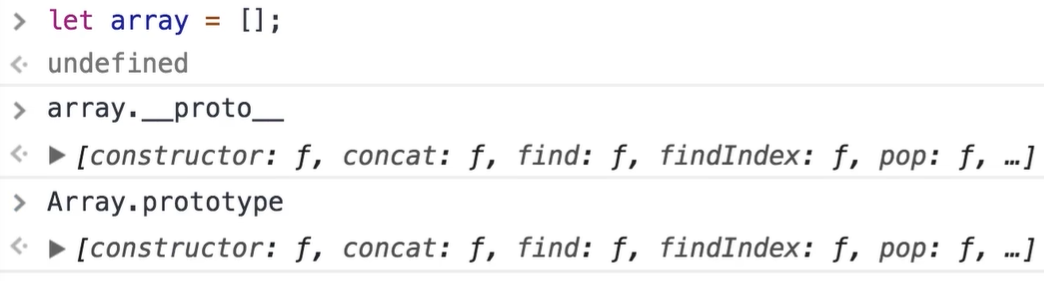 > let array = [];
<· undefined
> array.__proto__
<· ▶ [constructor: ƒ, concat: ƒ, find: ƒ, findIndex: ƒ, pop: ƒ, …]
> Array.prototype
<· ▶ [constructor: ƒ, concat: ƒ, find: ƒ, findIndex: ƒ, pop: ƒ, …]